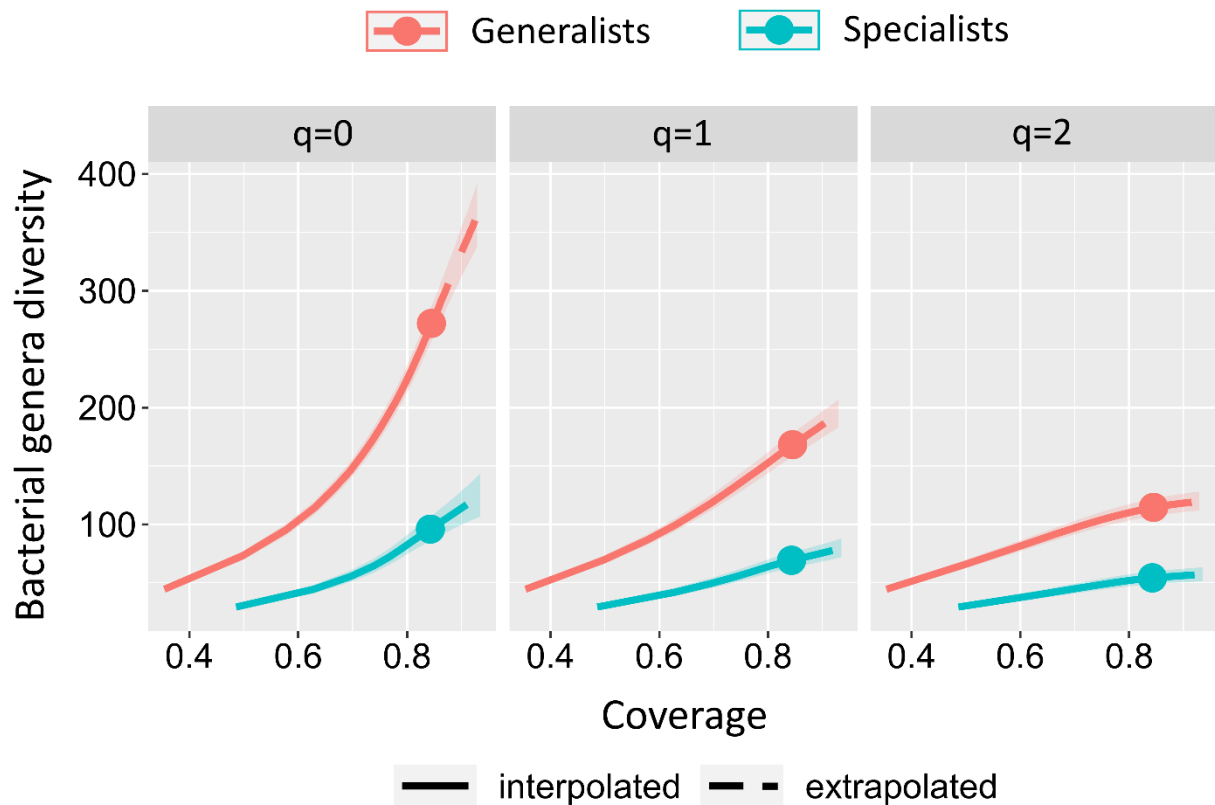 Generalists Specialists
q=0 q=1 q=2
Bacterial genera diversity
400
300
200
100
0.4 0.6 0.8 0.4 0.6 0.8 0.4 0.6 0.8
Coverage
interpolated extrapolated